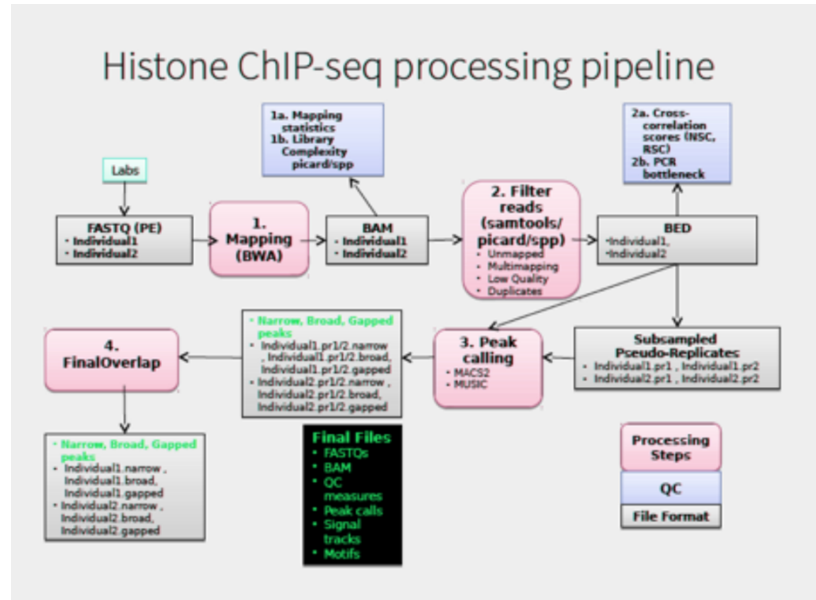 Histone ChIP-seq processing pipeline
1a. Mapping
statistics
1b. Library
Complexity
picard/spp
2a. Cross-
correlation
scores (NSC,
RSC)
2b. PCR
bottleneck
Labs
FASTQ (PE)
• Individual1
• Individual2
1.
Mapping
(BWA)
BAM
• Individual1
• Individual2
2. Filter
reads
(samtools/
picard/spp)
• Unmapped
• Multimapping
• Low Quality
• Duplicates
BED
•Individual1,
•Individual2
4.
FinalOverlap
• Narrow, Broad, Gapped
peaks
• Individual1.pr1/2.narrow
, Individual1.pr1/2.broad,
Individual1.pr1/2.gapped
• Individual2.pr1/2.narrow ,
Individual2.pr1/2.broad,
Individual2.pr1/2.gapped
3. Peak
calling
• MACS2
• MUSIC
Subsampled
Pseudo-Replicates
• Individual1.pr1 , Individual1.pr2
• Individual2.pr1 , Individual2.pr2
• Narrow, Broad, Gapped
peaks
• Individual1.narrow ,
Individual1.broad,
Individual1.gapped
• Individual2.narrow ,
Individual2.broad,
Individual2.gapped
Final Files
• FASTQs
• BAM
• QC
measures
• Peak calls
• Signal
tracks
• Motifs
Processing
Steps
QC
File Format